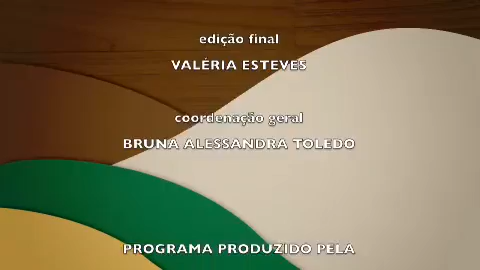 edição final
VALÉRIA ESTEVES
coordenação geral
BRUNA ALESSANDRA TOLEDO
PROGRAMA PRODUZIDO PELA